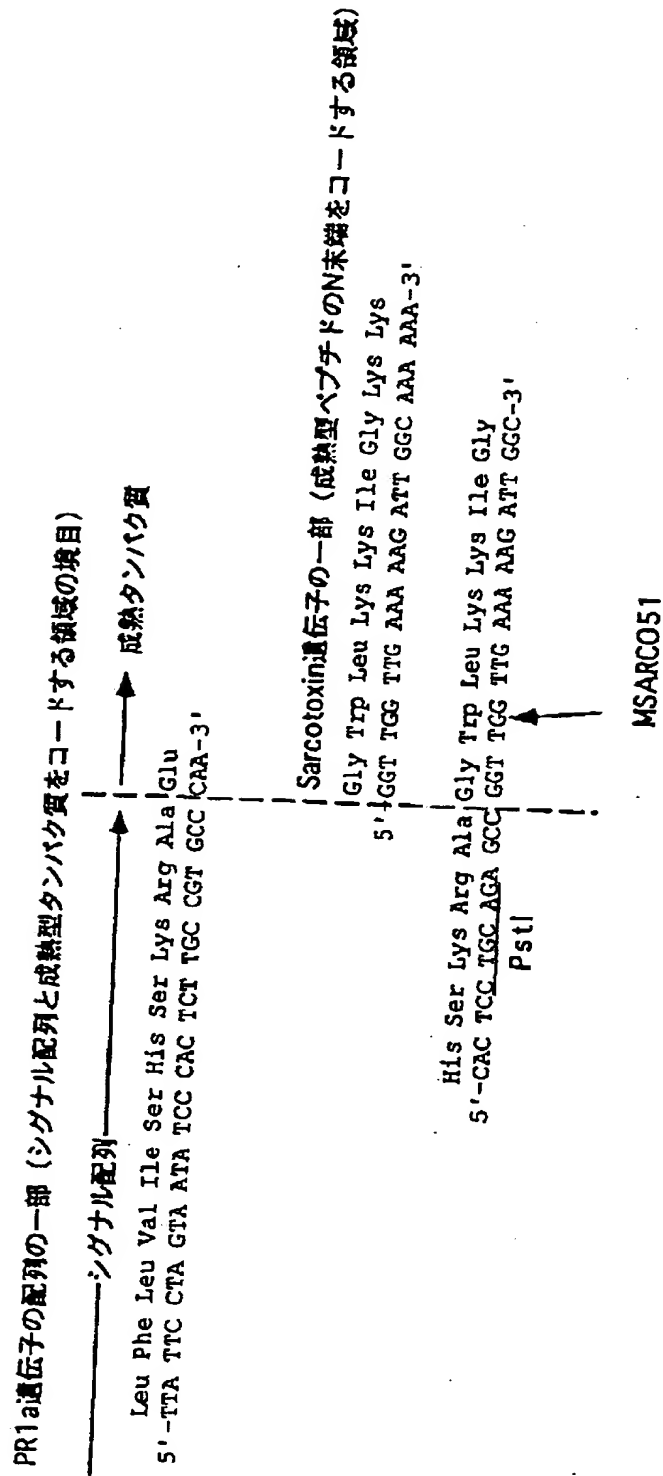 PR1a遺伝子の配列の一部（シグナル配列と成熟型タンパク質をコードする領域の境目）
シグナル配列
成熟タンパク質
Leu Phe Leu Val Ile Ser His Ser Lys Arg Ala Glu
5'-TTA TTC CTA GTA ATA TCC CAC TCT TGC CGT GCC CAA-3'
Sarcotoxin遺伝子の一部（成熟型ペプチドのN末端をコードする領域）
Gly Trp Leu Lys Lys Ile Gly Lys Lys
5'-GGT TGG TTG AAA AAG ATT GGC AAA AAA-3'
His Ser Lys Arg Ala Gly Trp Leu Lys Lys Ile Gly
5'-CAC TCC TGC AGA GCC GGT TGG TTG AAA AAG ATT GGC-3'
PstI
MSARCO51